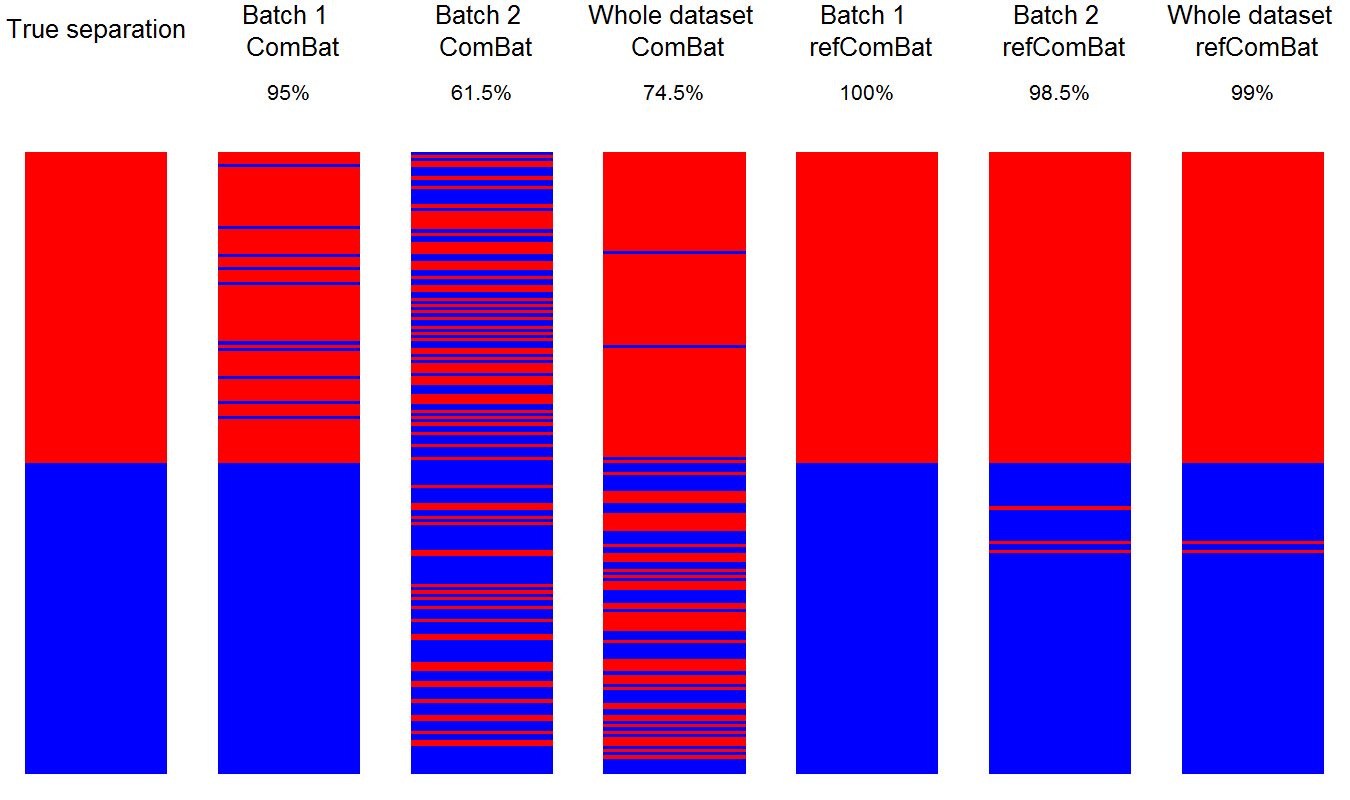 True separation
Batch 1
ComBat
95%
Batch 2
ComBat
61.5%
Whole dataset
ComBat
74.5%
Batch 1
refComBat
100%
Batch 2
refComBat
98.5%
Whole dataset
refComBat
99%